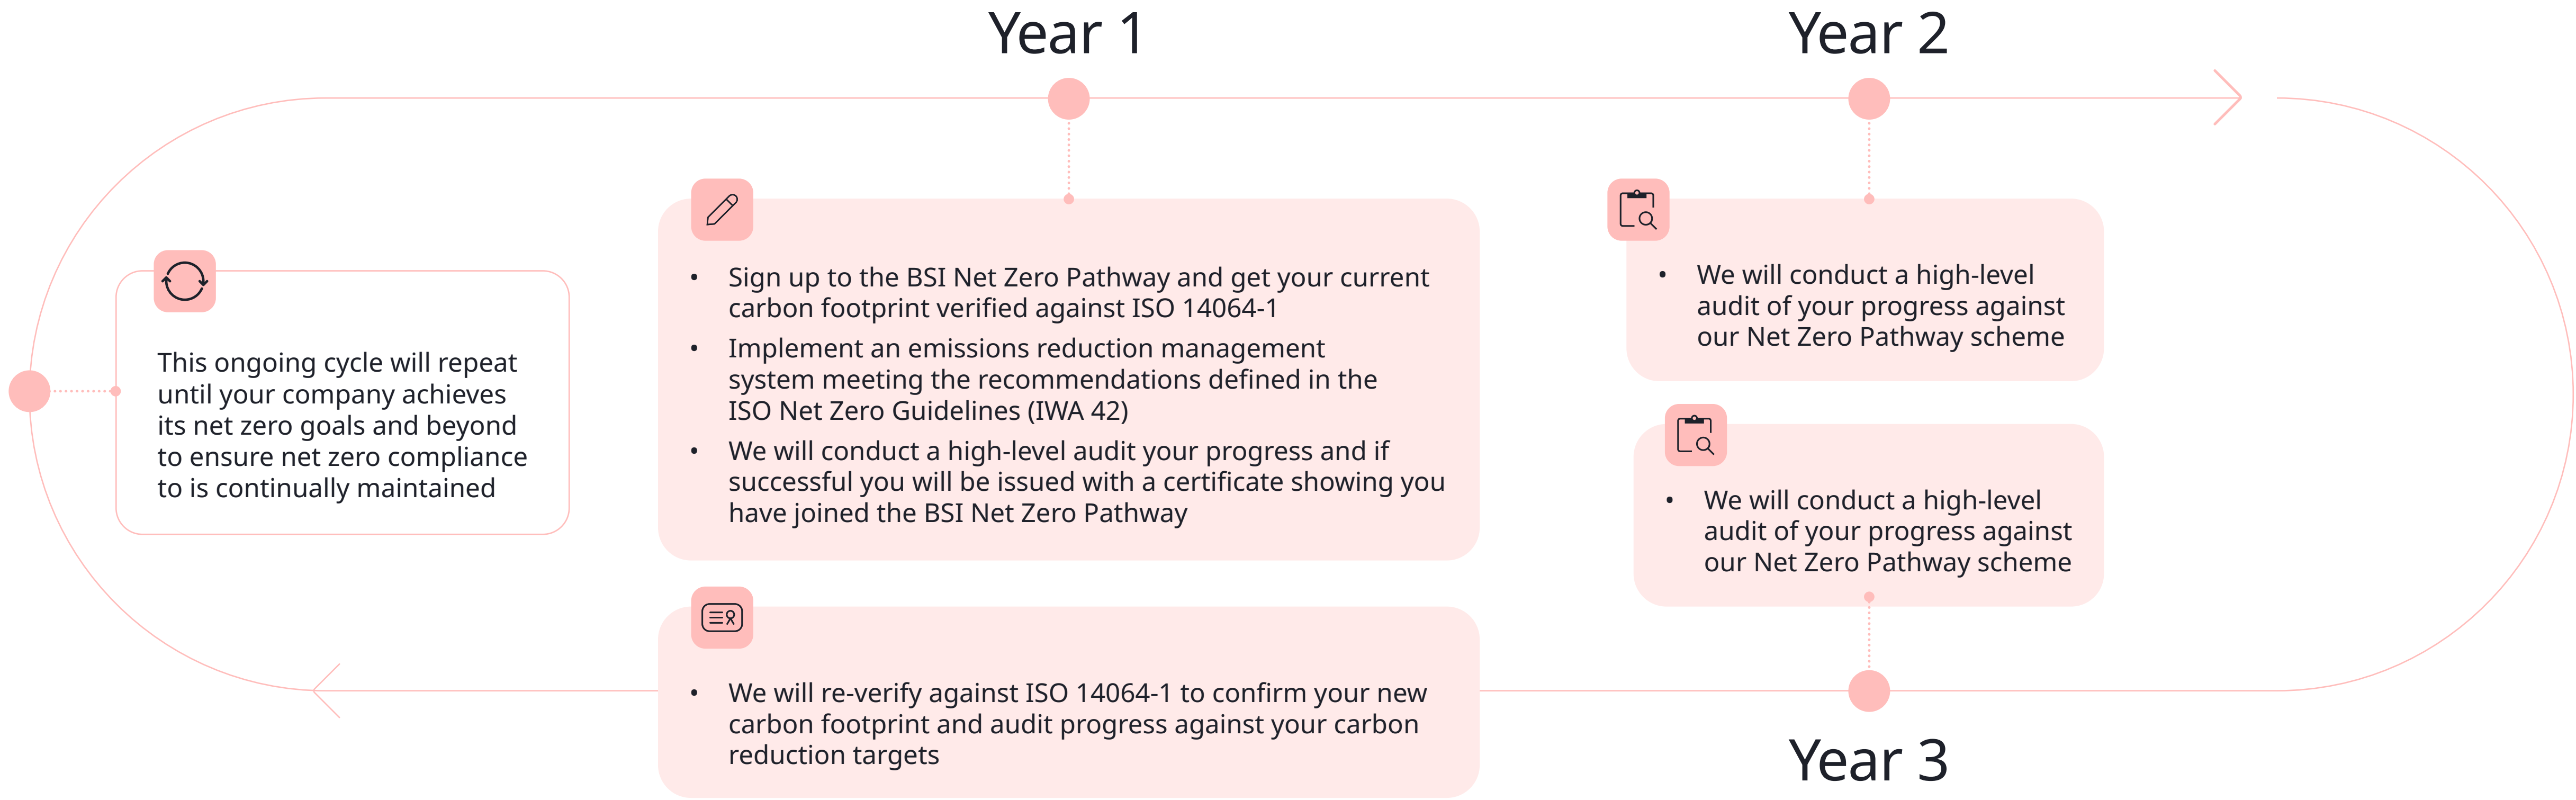 Year 1
• Sign up to the BSI Net Zero Pathway and get your current
carbon footprint verified against ISO 14064-1
• Implement an emissions reduction management
system meeting the recommendations defined in the
ISO Net Zero Guidelines (IWA 42)
• We will conduct a high-level audit your progress and if
successful you will be issued with a certificate showing you
have joined the BSI Net Zero Pathway
Year 2
• We will conduct a high-level
audit of your progress against
our Net Zero Pathway scheme
• We will conduct a high-level
audit of your progress against
our Net Zero Pathway scheme
Year 3
• We will re-verify against ISO 14064-1 to confirm your new
carbon footprint and audit progress against your carbon
reduction targets
This ongoing cycle will repeat
until your company achieves
its net zero goals and beyond
to ensure net zero compliance
to is continually maintained